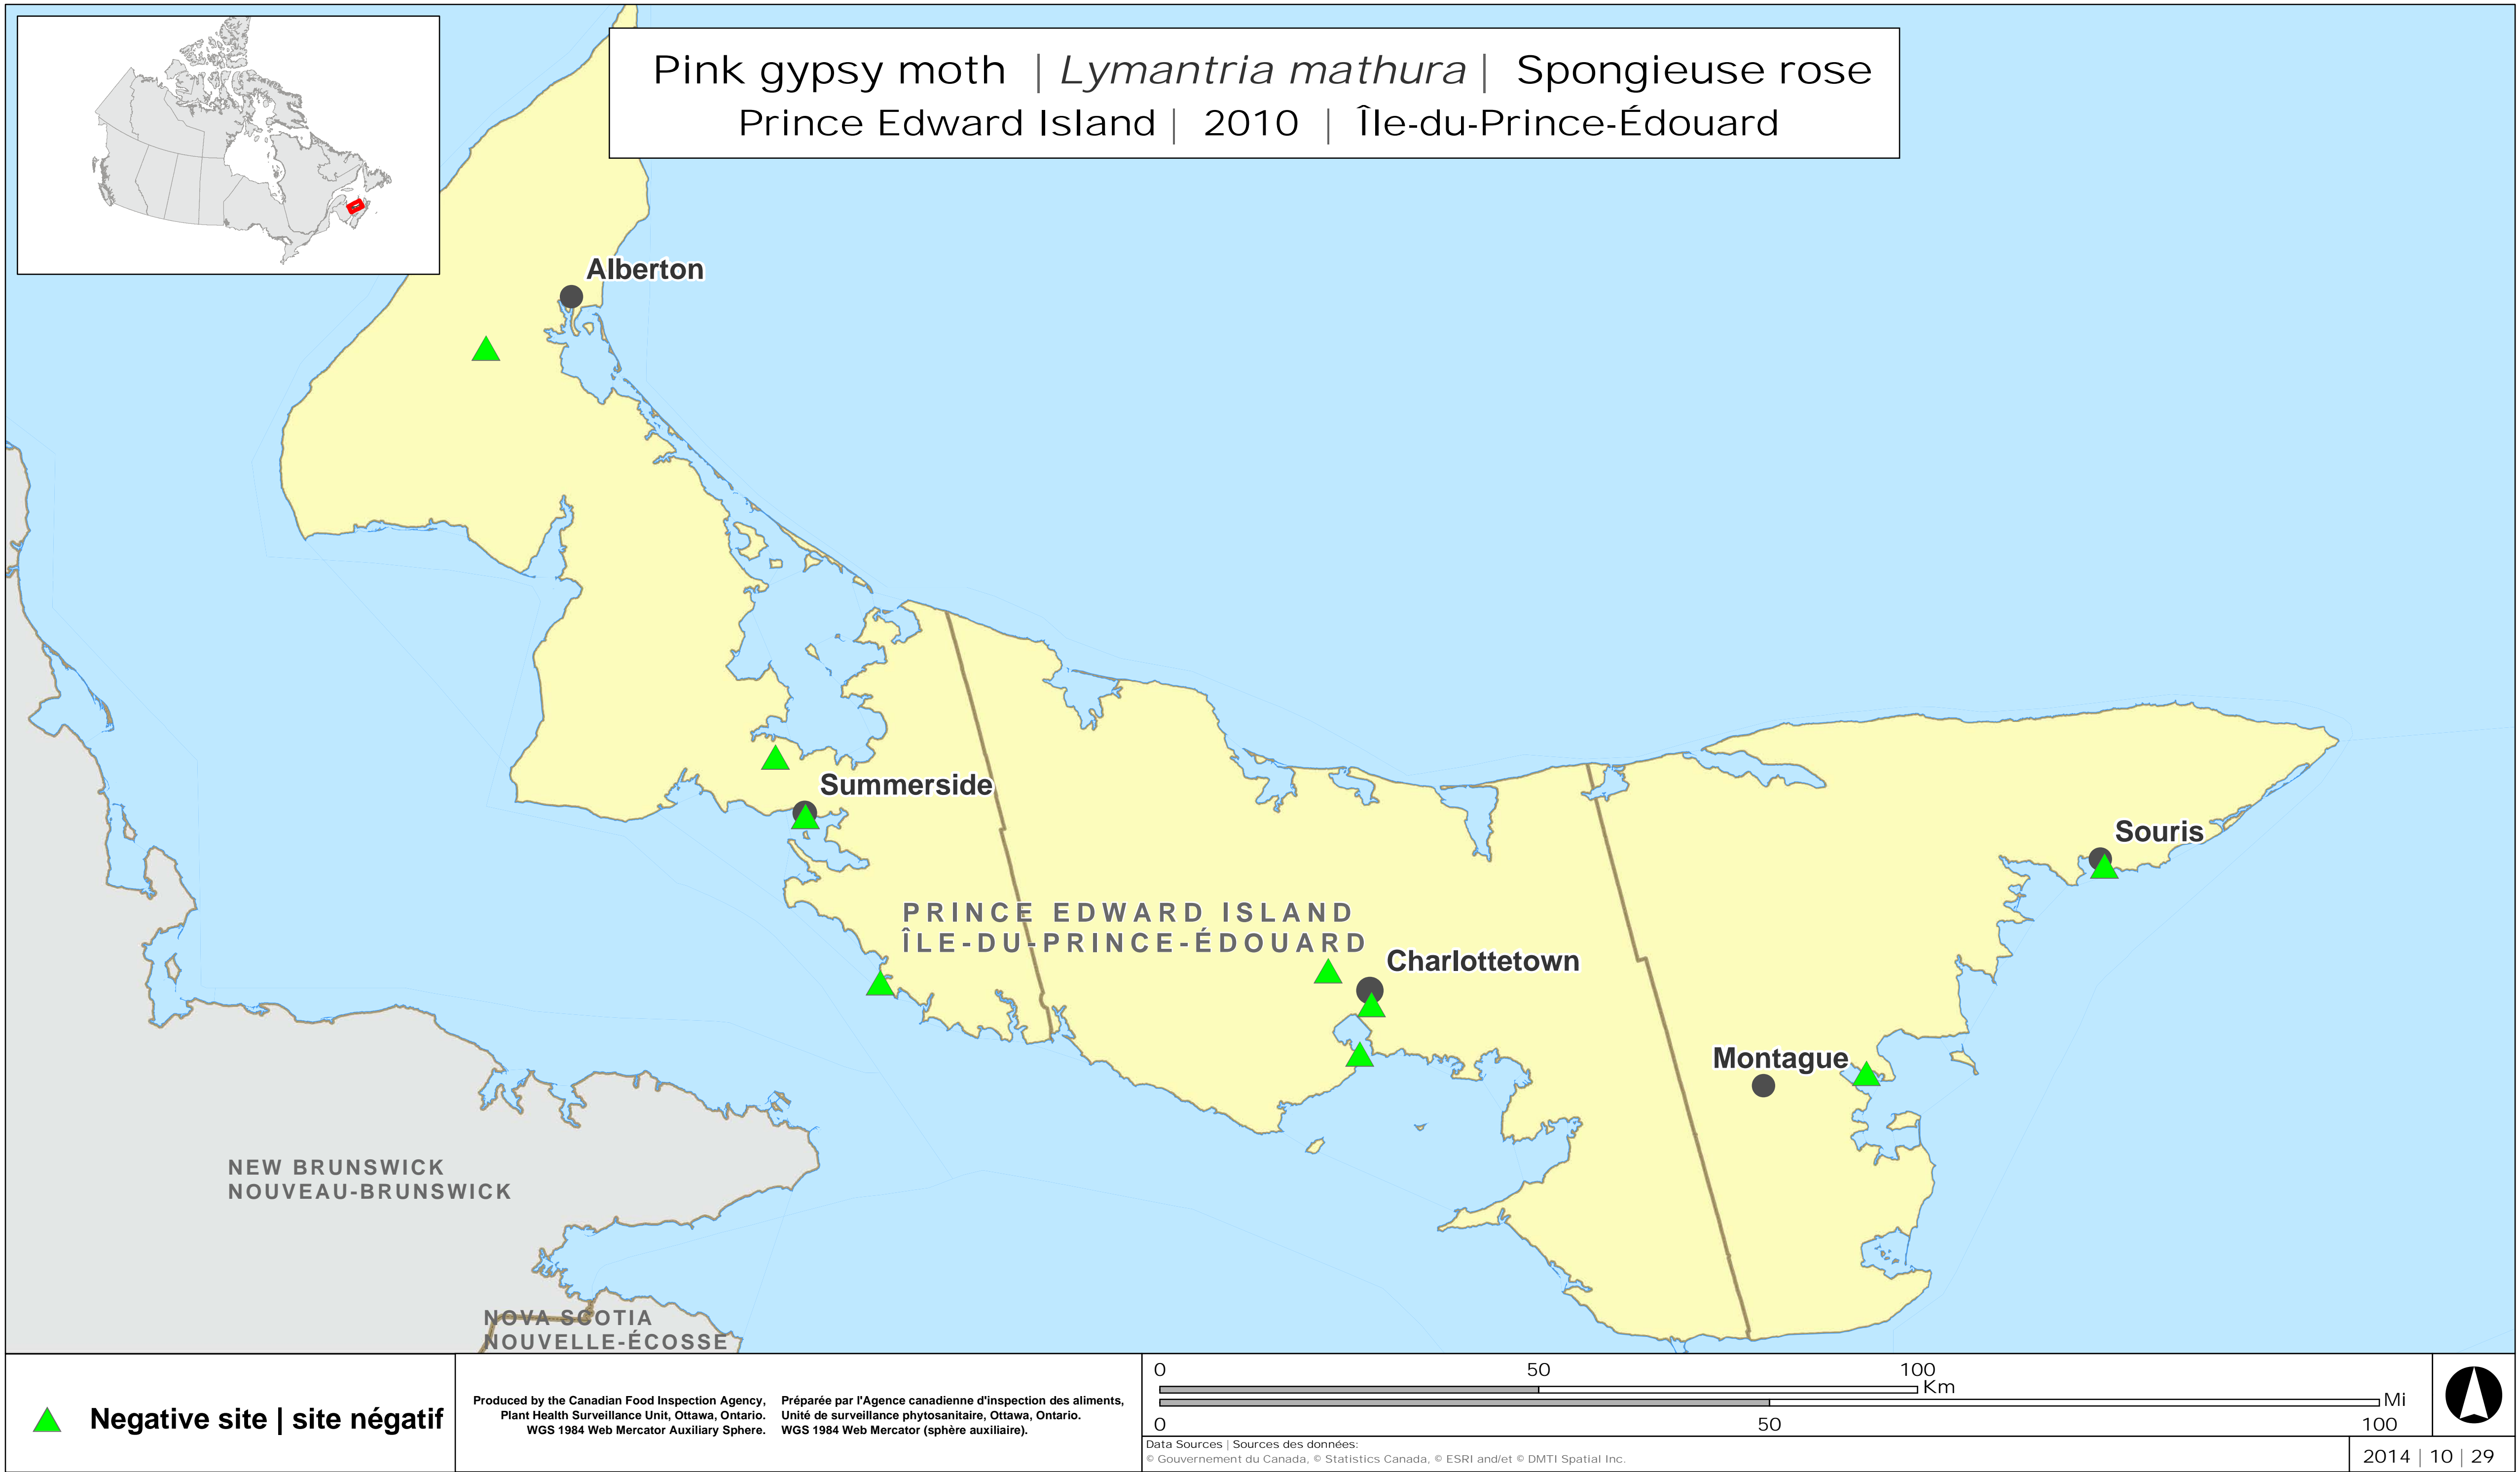 Pink gypsy moth | Lymantria mathura | Spongieuse rose
Prince Edward Island | 2010 | Île-du-Prince-Édouard
Alberton
Summerside
Souris
PRINCE EDWARD ISLAND
ÎLE-DU-PRINCE-ÉDOUARD
Charlottetown
Montague
NEW BRUNSWICK
NOUVEAU-BRUNSWICK
NOVA SCOTIA
NOUVELLE-ÉCOSSE
Negative site | site négatif
Produced by the Canadian Food Inspection Agency,
Plant Health Surveillance Unit, Ottawa, Ontario.
WGS 1984 Web Mercator Auxiliary Sphere.
Préparée par l'Agence canadienne d'inspection des aliments,
Unité de surveillance phytosanitaire, Ottawa, Ontario.
WGS 1984 Web Mercator (sphère auxiliaire).
0 50 100
Km
Mi
0 50 100
Data Sources | Sources des données:
© Gouvernement du Canada, © Statistics Canada, © ESRI and/et © DMTI Spatial Inc.
2014 | 10 | 29